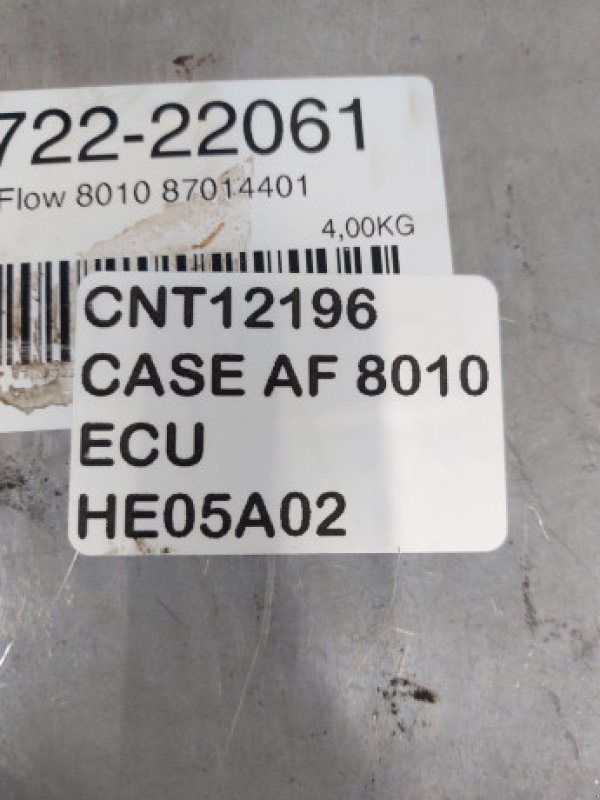 722-22061
Flow 8010 87014401
4,00KG
CNT12196
CASE AF 8010
ECU
HE05A02